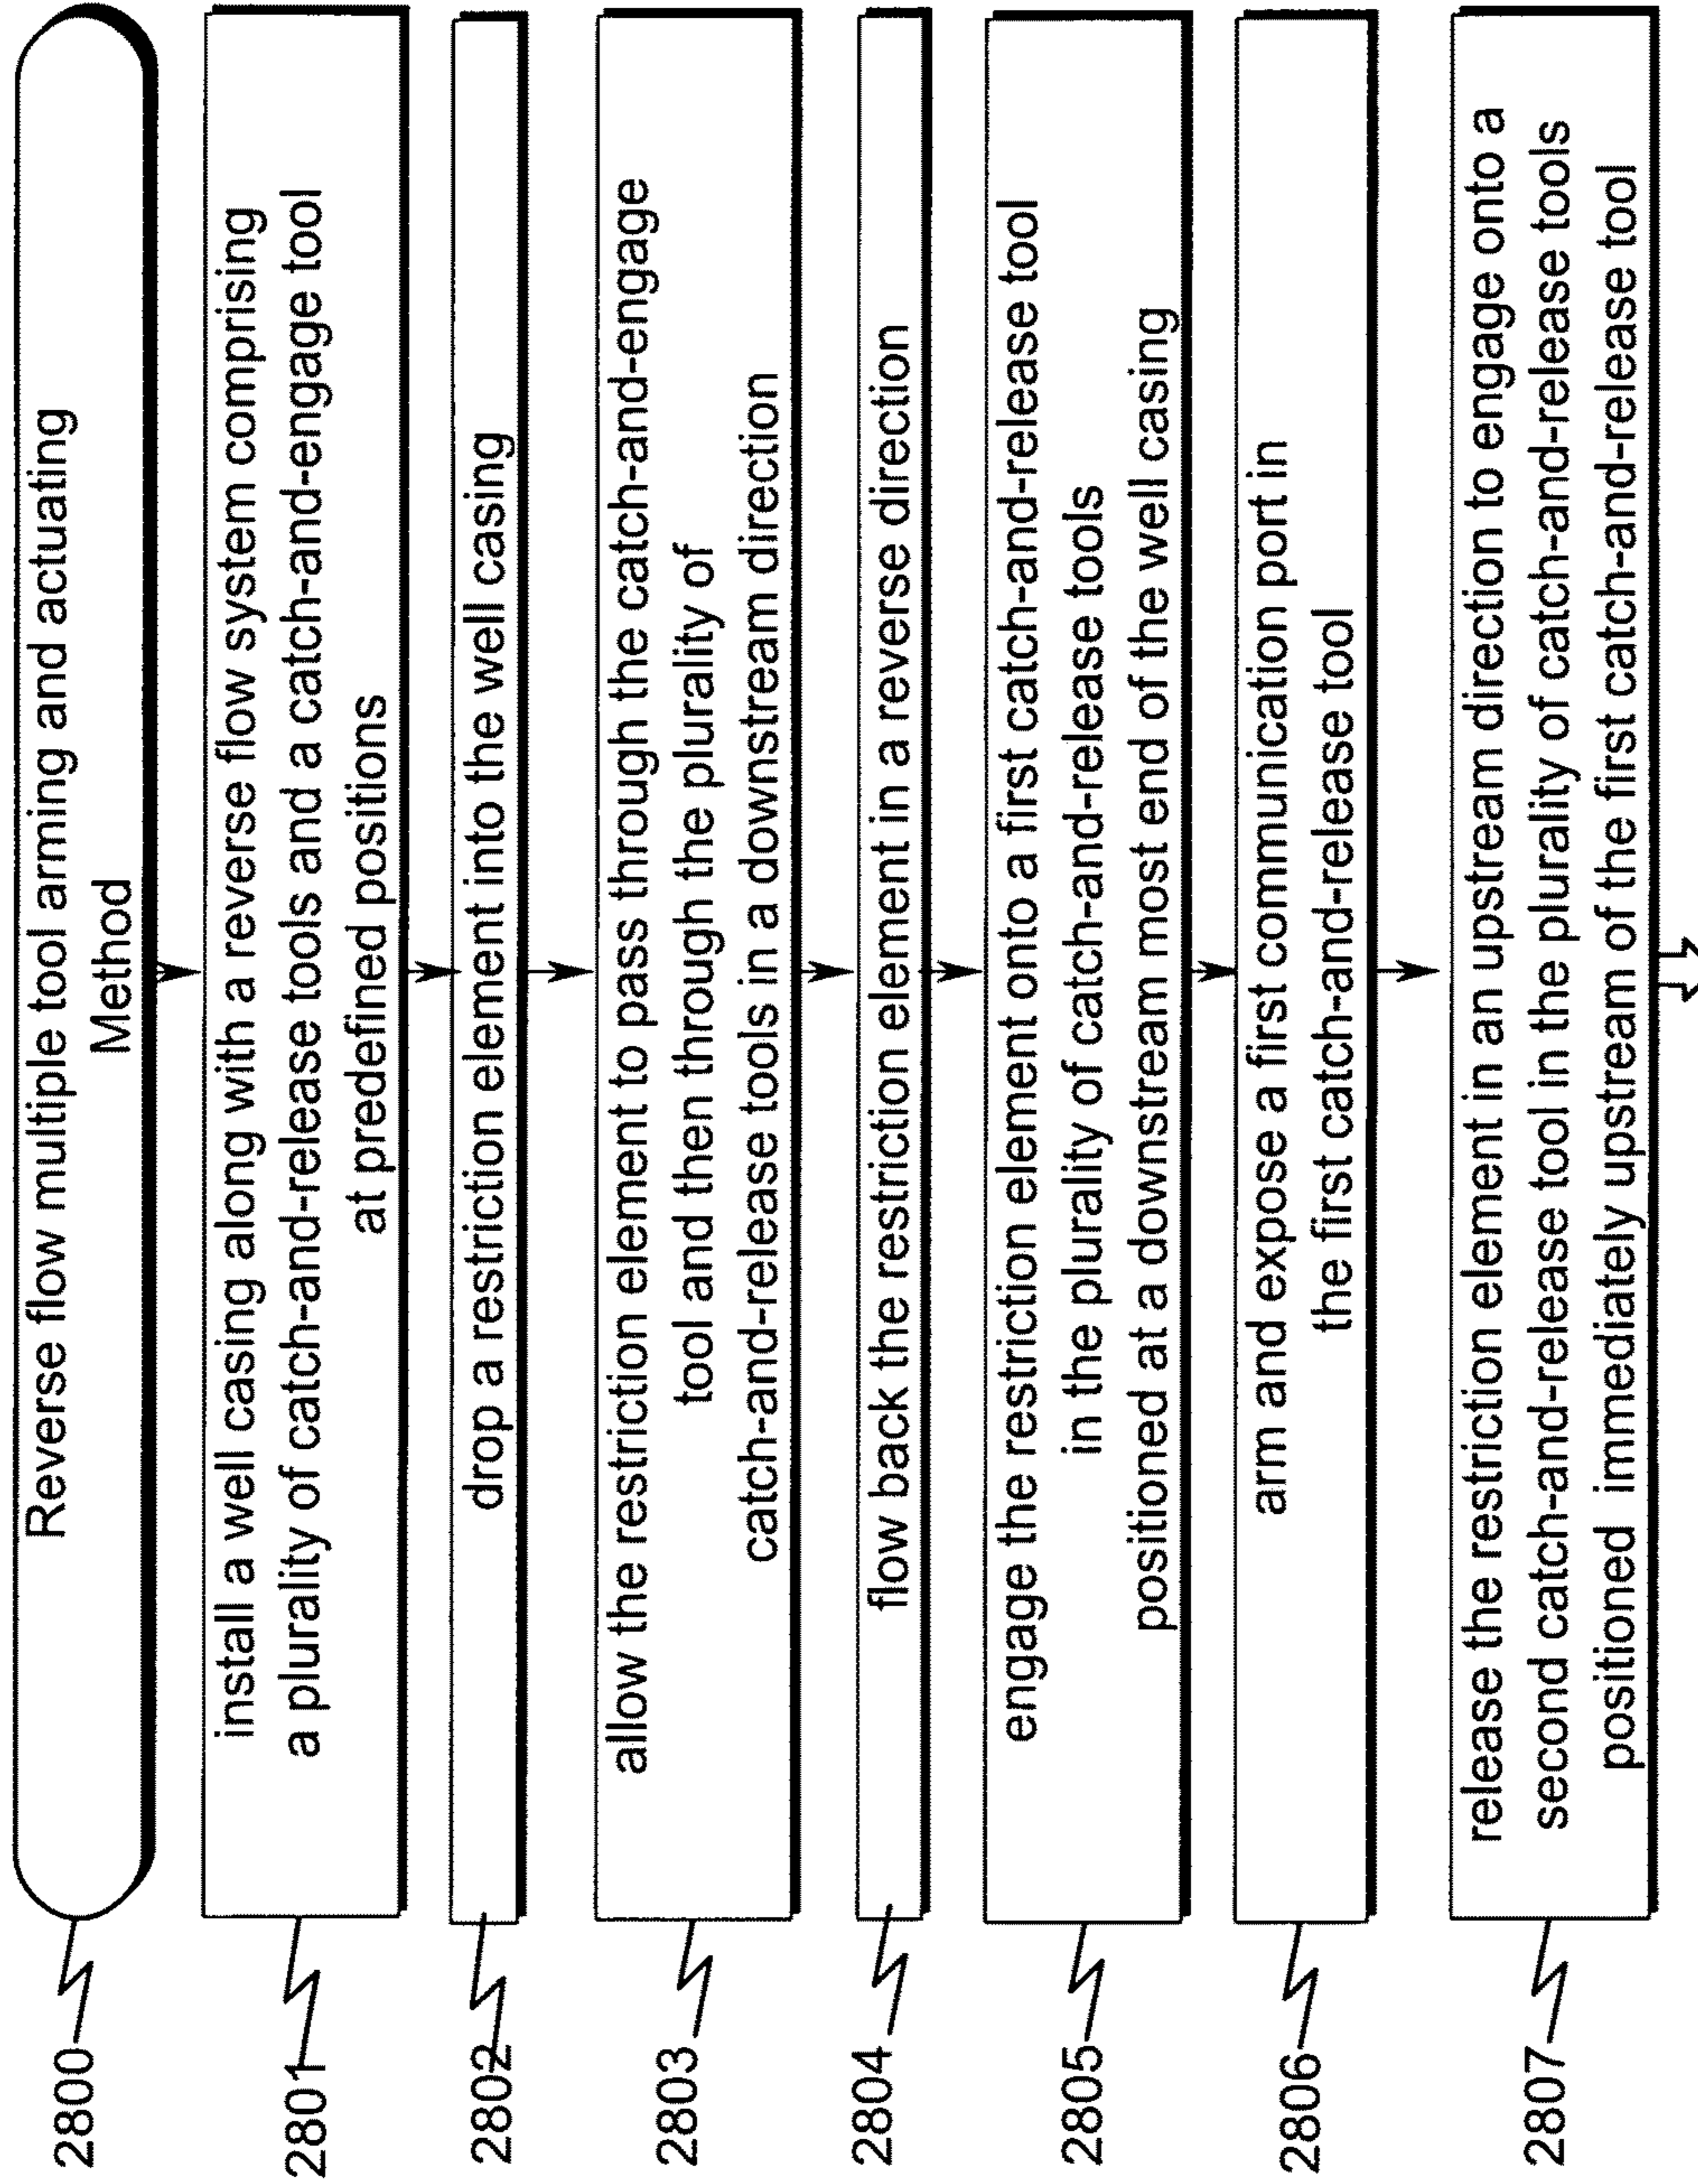 Reverse flow multiple tool arming and actuating
Method
2800
install a well casing along with a reverse flow system comprising
a plurality of catch-and-release tools and a catch-and-engage tool
at predefined positions
2801
drop a restriction element into the well casing
2802
allow the restriction element to pass through the catch-and-engage
tool and then through the plurality of
catch-and-release tools in a downstream direction
2803
flow back the restriction element in a reverse direction
2804
engage the restriction element onto a first catch-and-release tool
in the plurality of catch-and-release tools
positioned at a downstream most end of the well casing
2805
arm and expose a first communication port in
the first catch-and-release tool
2806
release the restriction element in an upstream direction to engage onto a
second catch-and-release tool in the plurality of catch-and-release tools
positioned immediately upstream of the first catch-and-release tool
2807